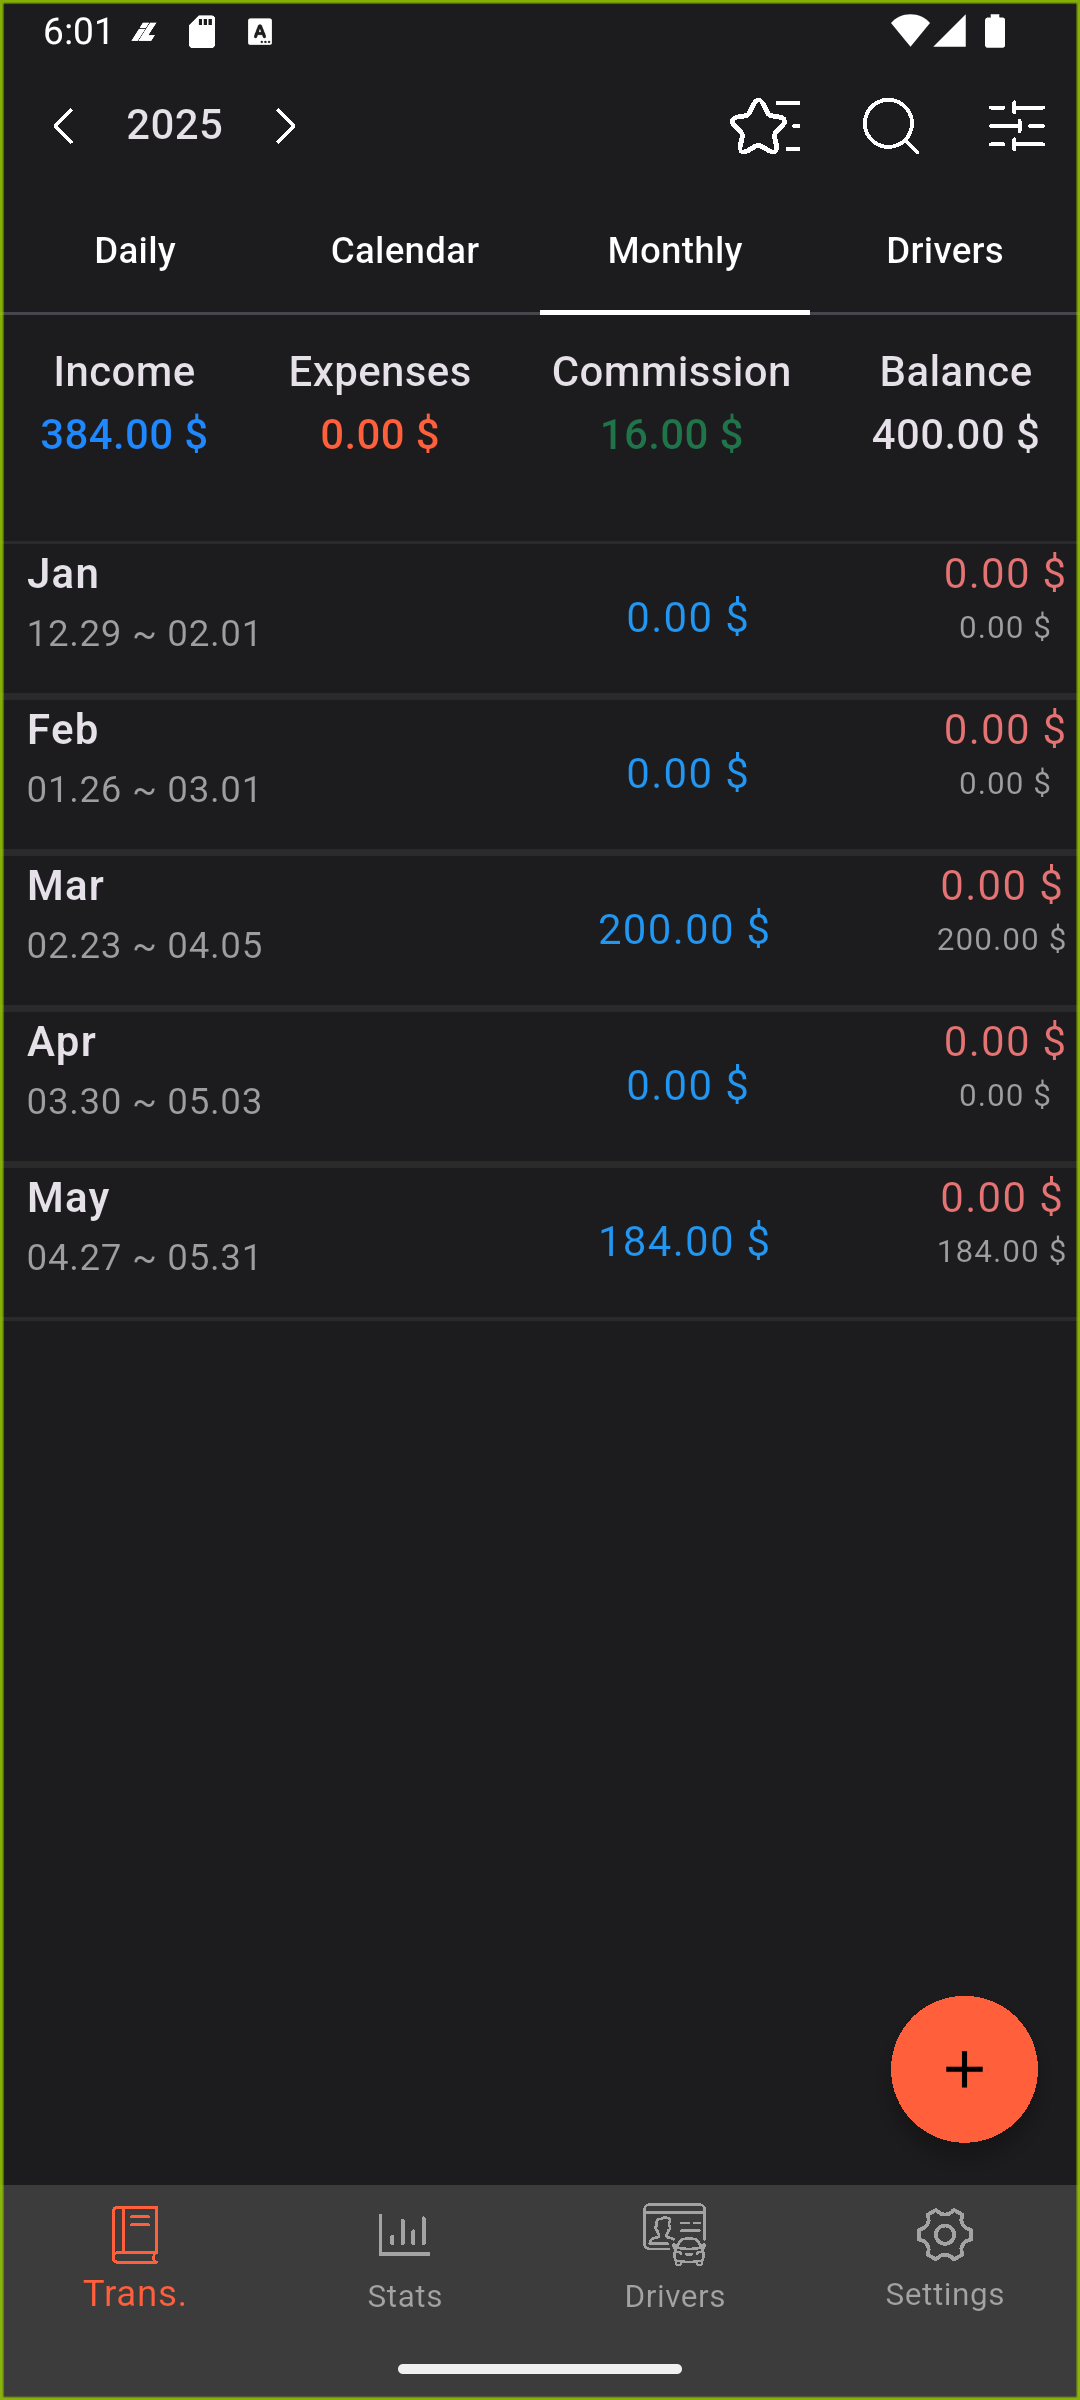 6:01
2025
Daily Calendar Monthly Drivers
Income Expenses Commission Balance
384.00 $ 0.00 $ 16.00 $ 400.00 $
Jan 0.00 $
12.29 ~ 02.01 0.00 $ 0.00 $
Feb 0.00 $
01.26 ~ 03.01 0.00 $ 0.00 $
Mar 0.00 $
02.23 ~ 04.05 200.00 $ 200.00 $
Apr 0.00 $
03.30 ~ 05.03 0.00 $ 0.00 $
May 0.00 $
04.27 ~ 05.31 184.00 $ 184.00 $
+
Trans. Stats Drivers Settings